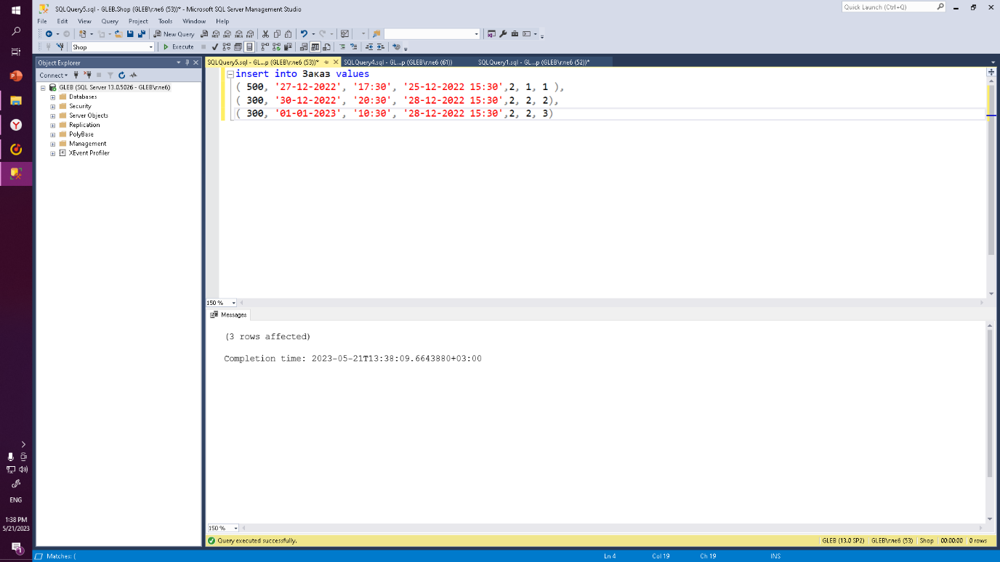 SQLQuery5.sql - GLEB.Shop (GLEB\глеб (53))* - Microsoft SQL Server Management Studio
Quick Launch (Ctrl+Q)
File Edit View Query Project Tools Window Help
New Query
Shop Execute
Object Explorer
SQLQuery5.sql - GL...p (GLEB\глеб (53))* SQLQuery4.sql - GL...p (GLEB\глеб (61)) SQLQuery1.sql - GL...p (GLEB\глеб (52))*
Connect
GLEB (SQL Server 13.0.5026 - GLEB\глеб)
Databases
Security
Server Objects
Replication
PolyBase
Management
XEvent Profiler
insert into Заказ values
( 500, '27-12-2022', '17:30', '25-12-2022 15:30',2, 1, 1 ),
( 300, '30-12-2022', '20:30', '28-12-2022 15:30',2, 2, 2),
( 300, '01-01-2023', '10:30', '28-12-2022 15:30',2, 2, 3)
150 %
Messages
(3 rows affected)
Completion time: 2023-05-21T13:38:09.6643880+03:00
150 %
Query executed successfully. GLEB (13.0 SP2) GLEB\глеб (53) Shop 00:00:00 0 rows
Matches: ( Ln 4 Col 19 Ch 19 INS
ENG
1:38 PM
5/21/2023
1